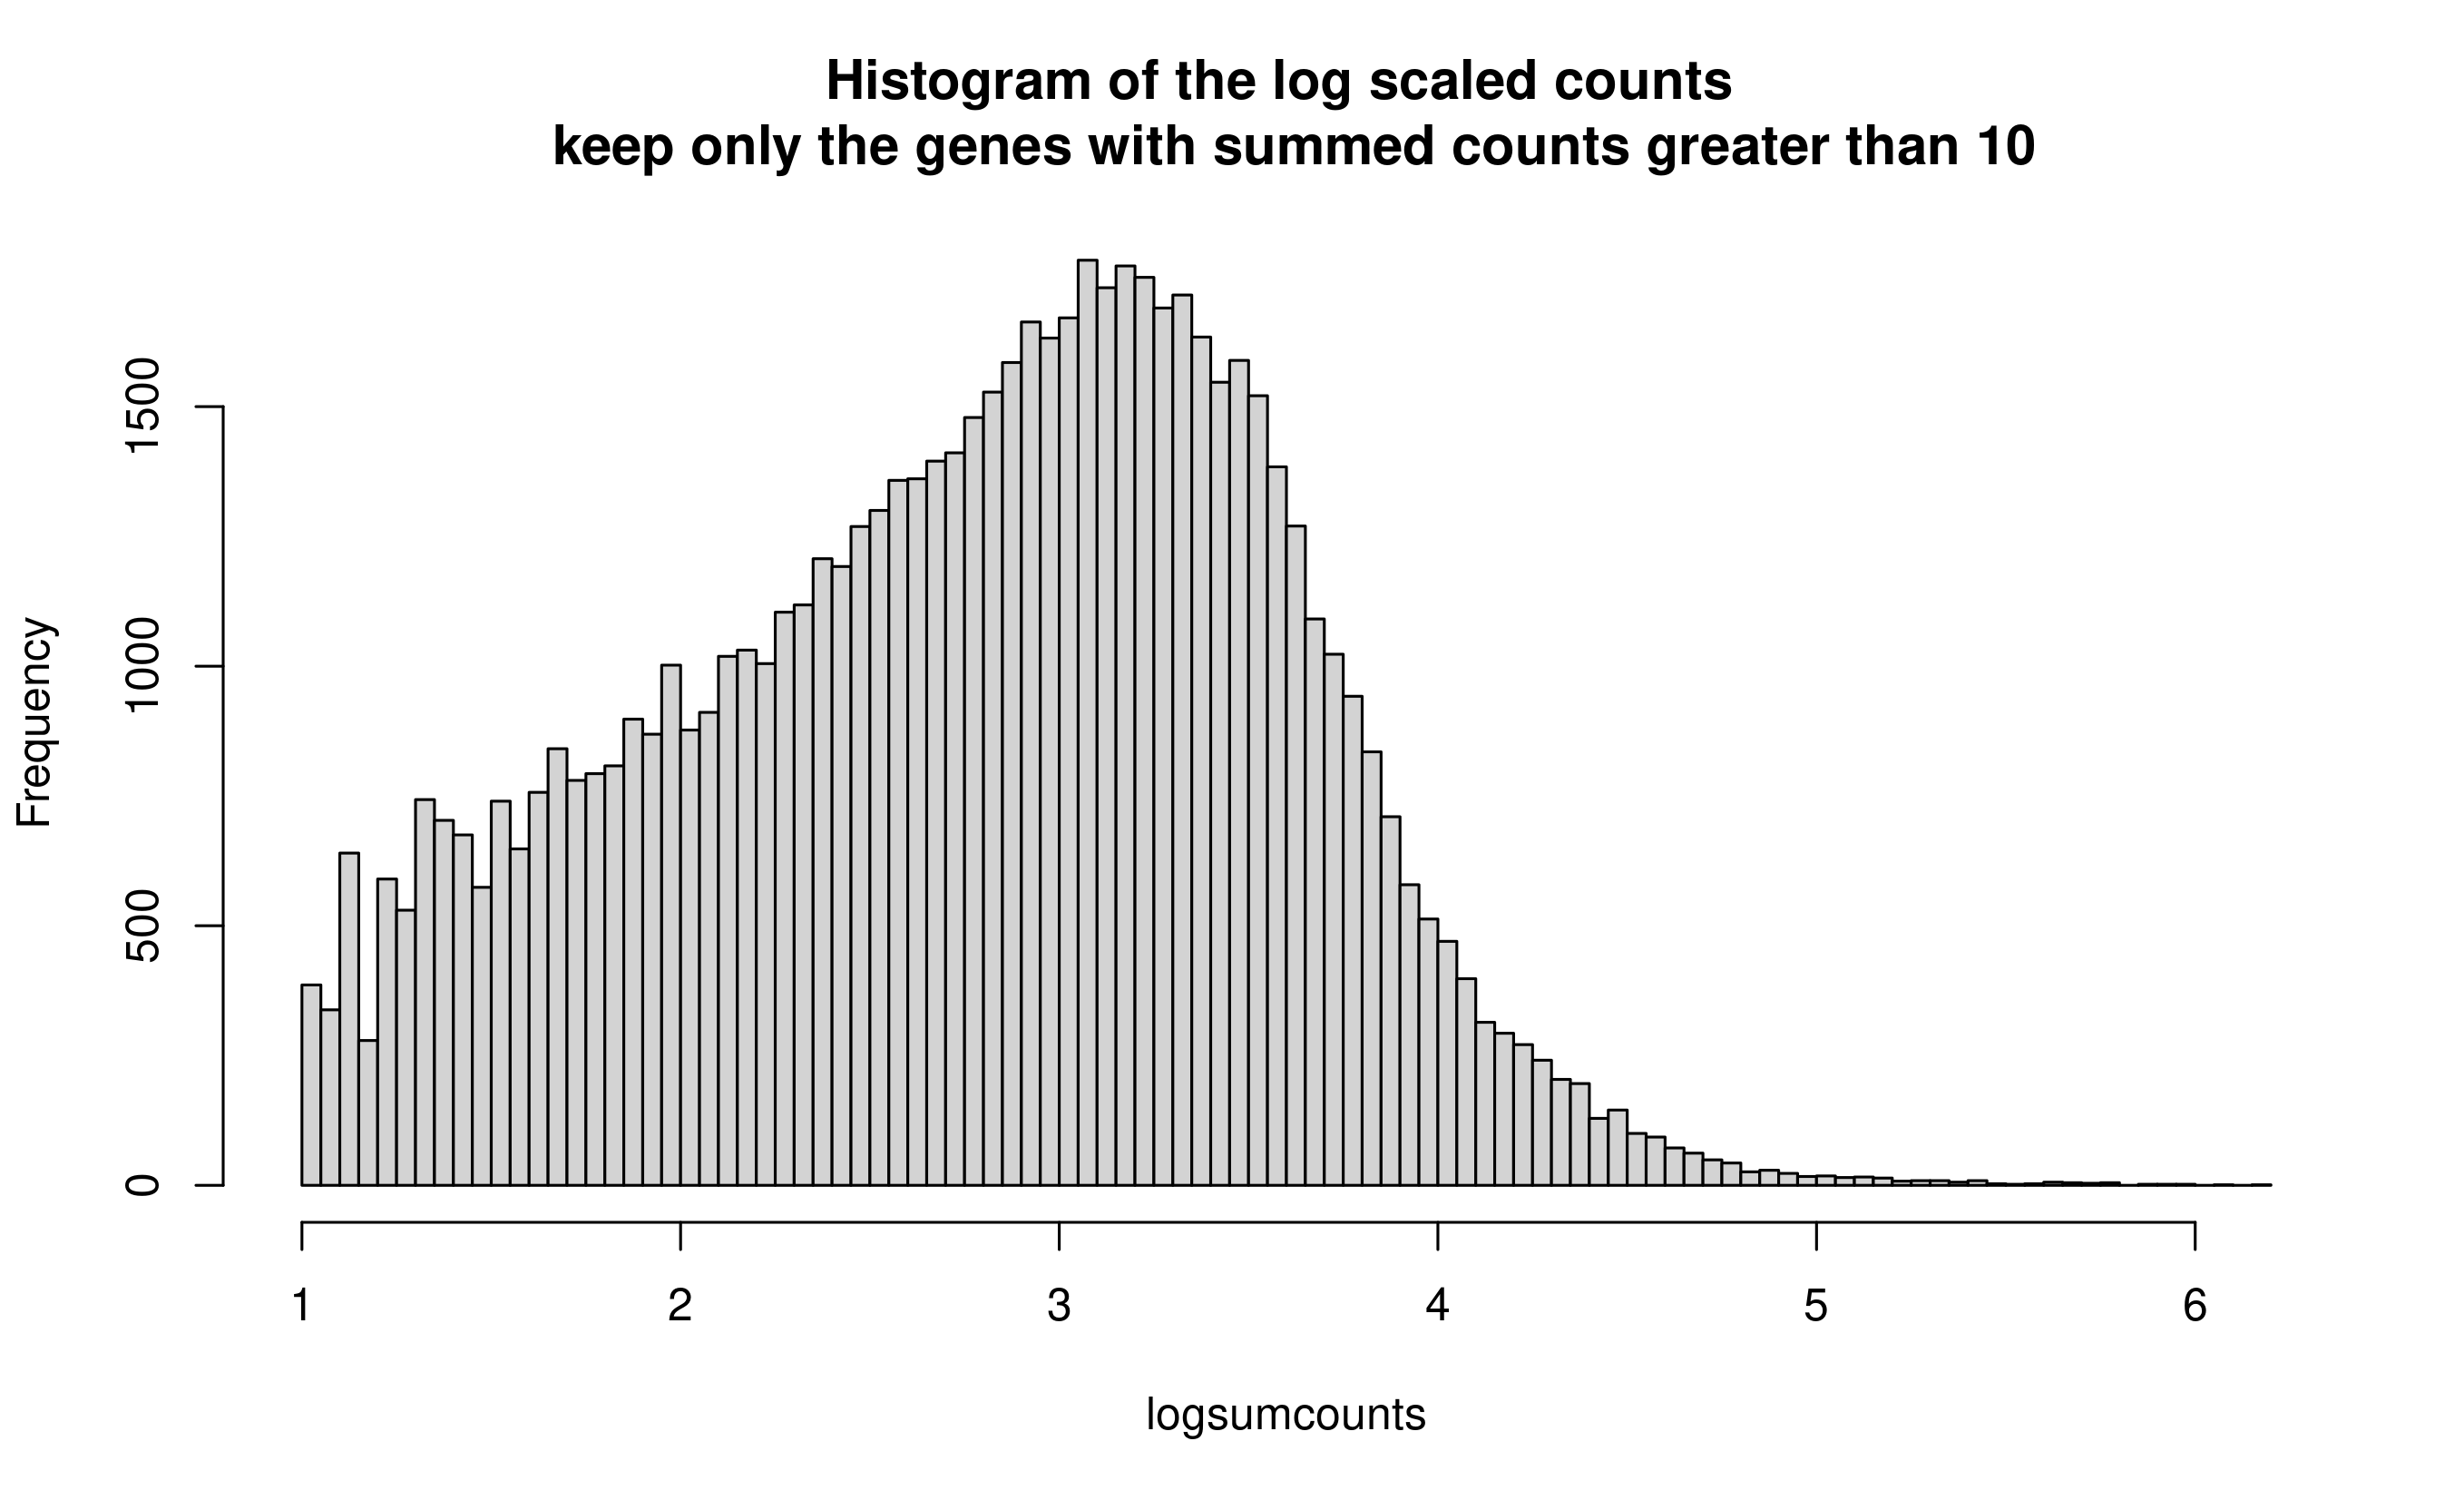 Histogram of the log scaled counts
keep only the genes with summed counts greater than 10
Frequency
1500
1000
500
0
1 2 3 4 5 6
logsumcounts